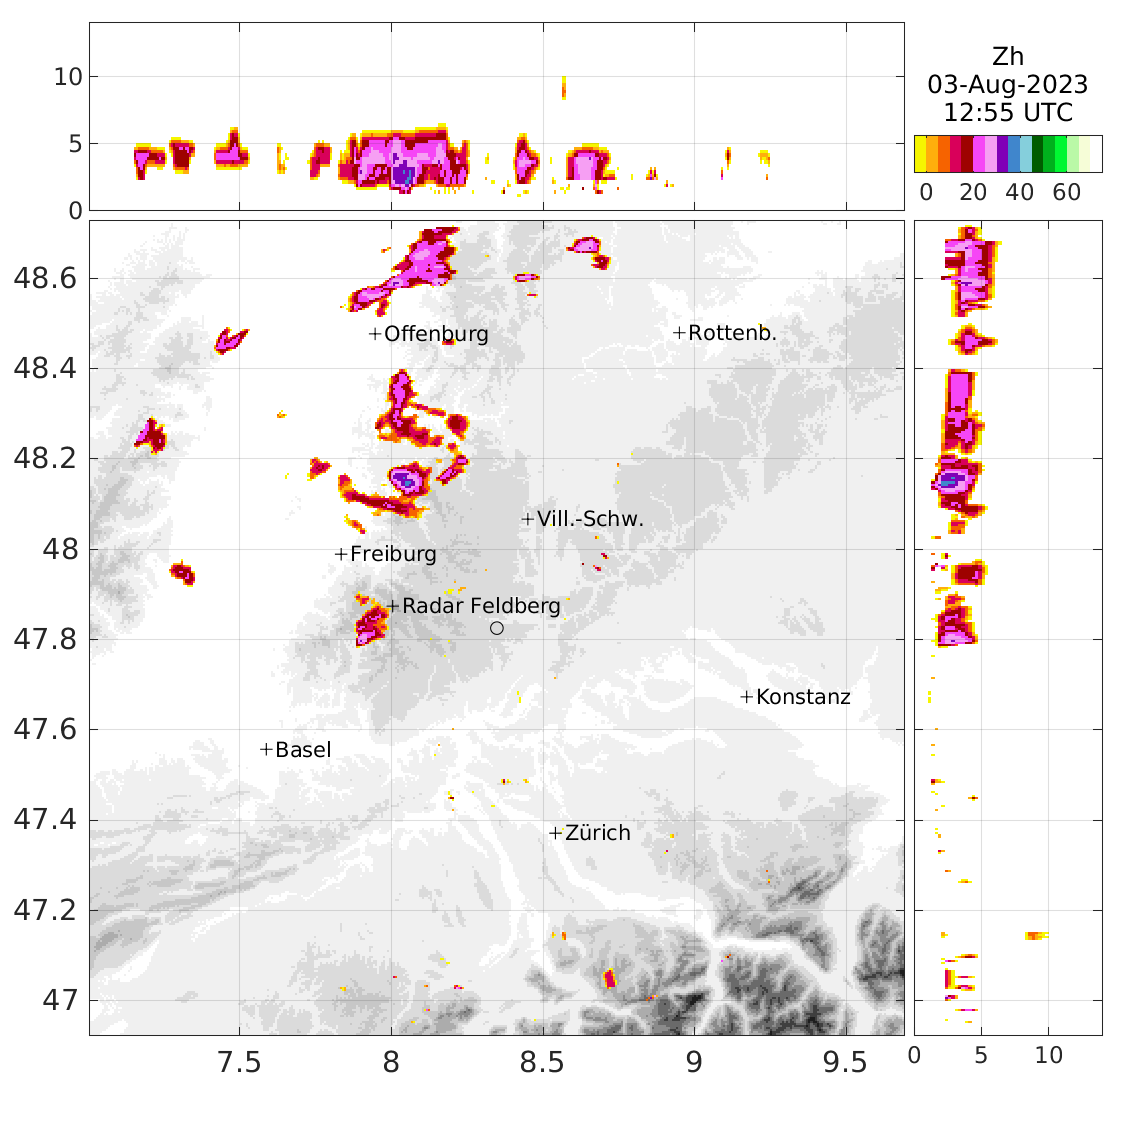 10
5
0
Zh
03-Aug-2023
12:55 UTC
0 20 40 60
48.6
48.4
48.2
48
47.8
47.6
47.4
47.2
47
Offenburg
Rottenb.
Vill.-Schw.
Freiburg
Radar Feldberg
Konstanz
Basel
Zürich
7.5 8 8.5 9 9.5
0 5 10